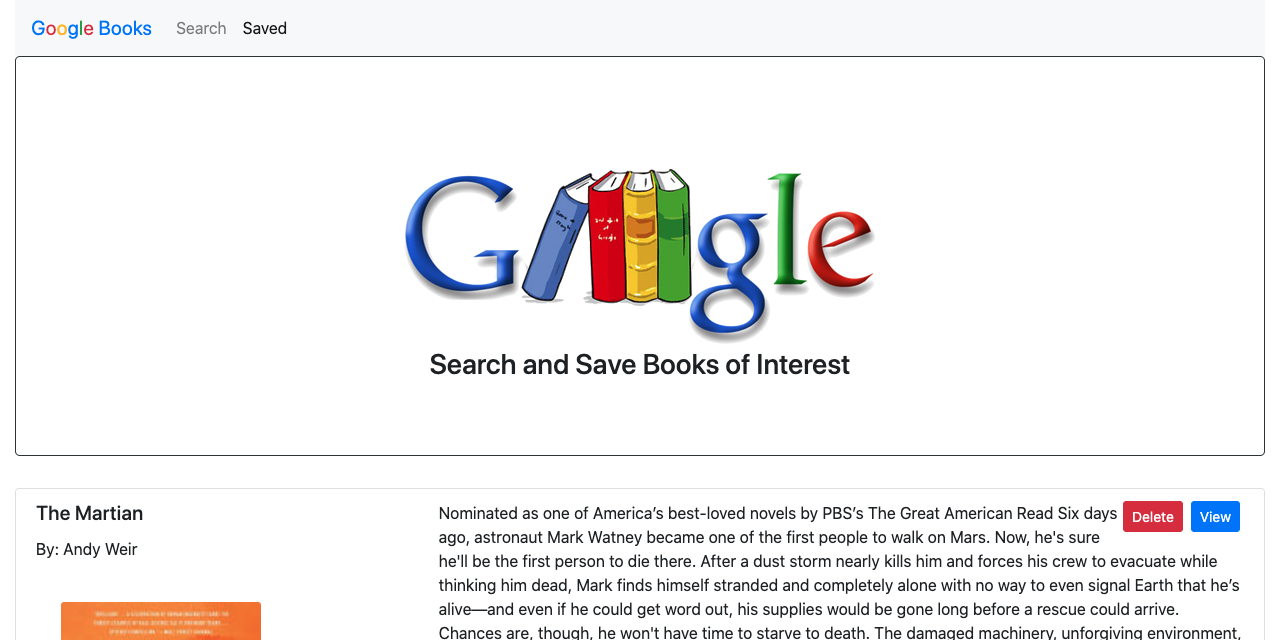 Google Books Search Saved
Google
Search and Save Books of Interest
The Martian
By: Andy Weir
Nominated as one of America’s best-loved novels by PBS’s The Great American Read Six days
ago, astronaut Mark Watney became one of the first people to walk on Mars. Now, he's sure
he'll be the first person to die there. After a dust storm nearly kills him and forces his crew to evacuate while
thinking him dead, Mark finds himself stranded and completely alone with no way to even signal Earth that he’s
alive—and even if he could get word out, his supplies would be gone long before a rescue could arrive.
Chances are, though, he won't have time to starve to death. The damaged machinery, unforgiving environment,
Delete View